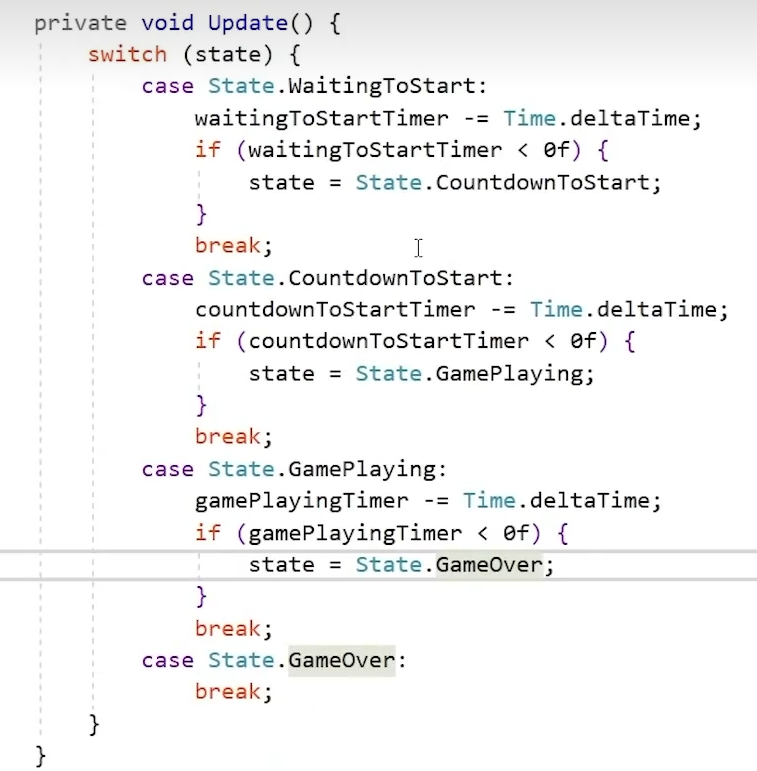 private void Update() {
switch (state) {
case State.WaitingToStart:
waitingToStartTimer -= Time.deltaTime;
if (waitingToStartTimer < 0f) {
state = State.CountdownToStart;
}
break;
case State.CountdownToStart:
countdownToStartTimer -= Time.deltaTime;
if (countdownToStartTimer < 0f) {
state = State.GamePlaying;
}
break;
case State.GamePlaying:
gamePlayingTimer -= Time.deltaTime;
if (gamePlayingTimer < 0f) {
state = State.GameOver;
}
break;
case State.GameOver:
break;
}
}